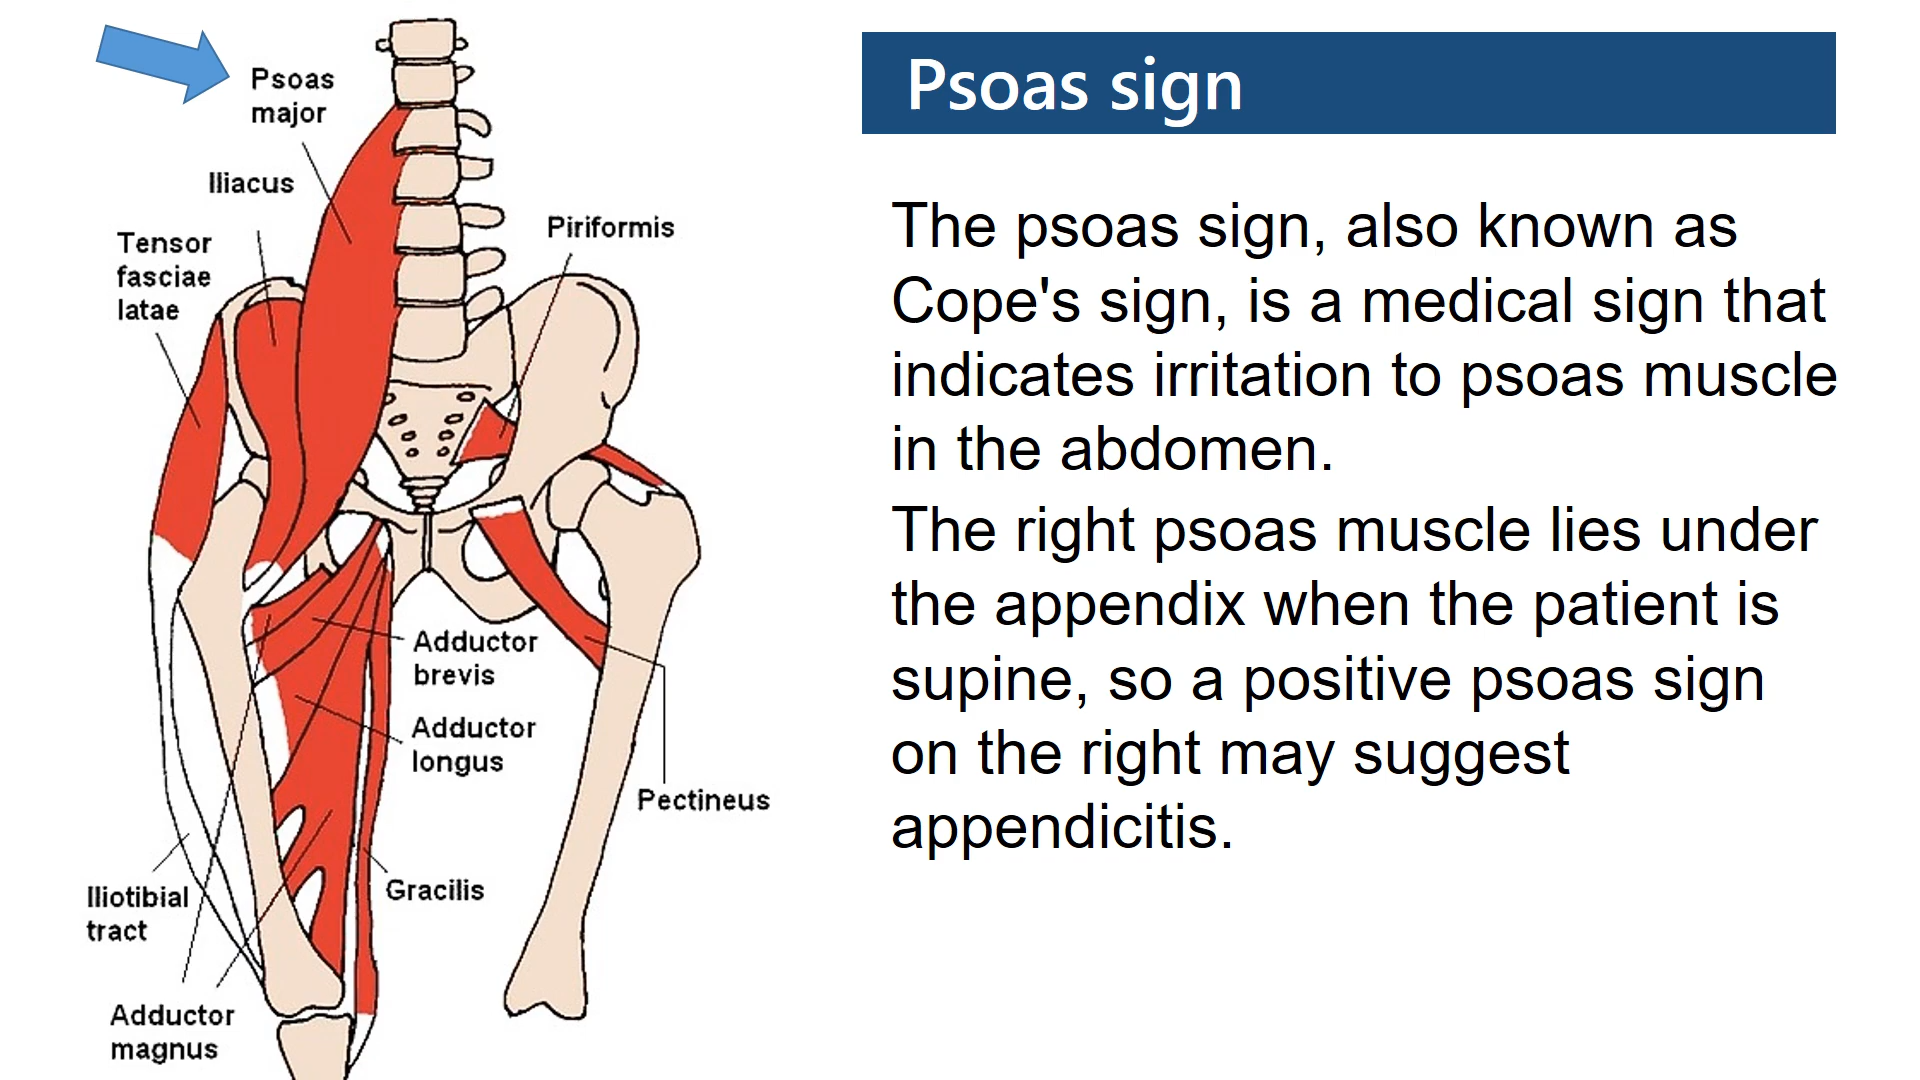 Psoas
major
Iliacus
Tensor
fasciae
latae
Piriformis
Adductor
brevis
Adductor
longus
Pectineus
Gracilis
Iliotibial
tract
Adductor
magnus
Psoas sign
The psoas sign, also known as
Cope's sign, is a medical sign that
indicates irritation to psoas muscle
in the abdomen.
The right psoas muscle lies under
the appendix when the patient is
supine, so a positive psoas sign
on the right may suggest
appendicitis.